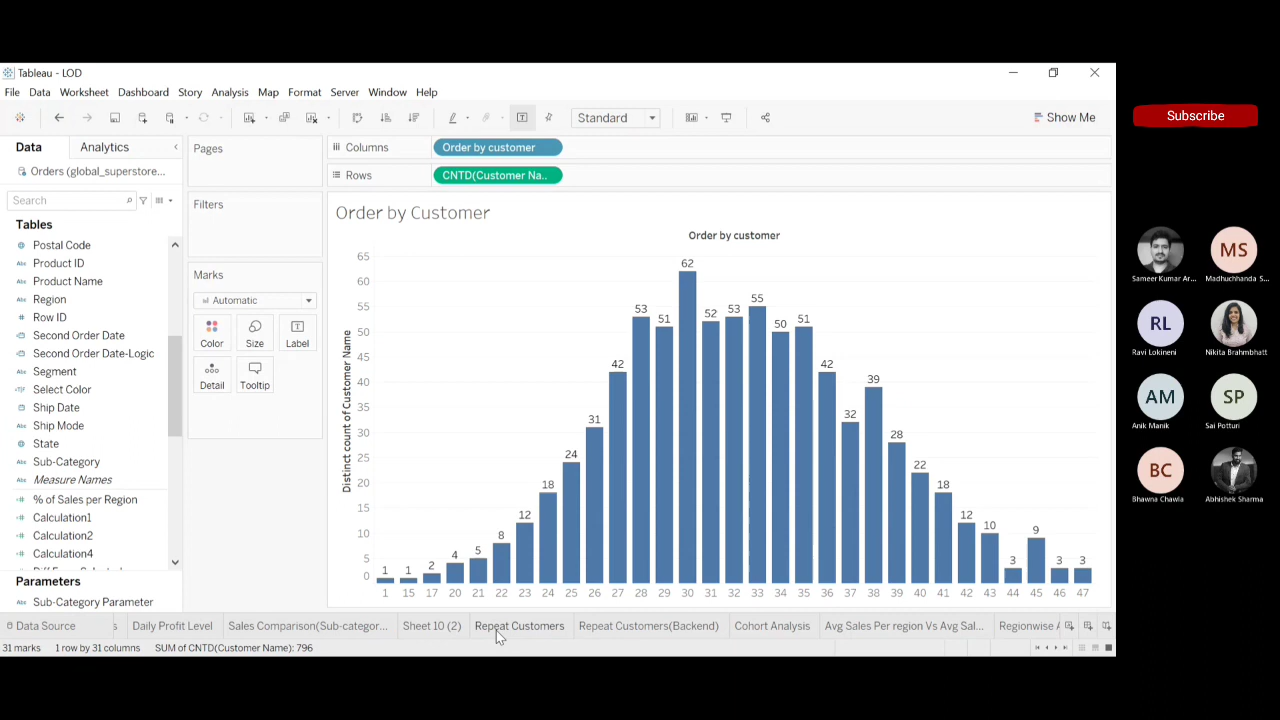 Tableau - LOD
File Data Worksheet Dashboard Story Analysis Map Format Server Window Help
Standard
Show Me
Subscribe
Data Analytics
Orders (global_superstore...
Search
Tables
Postal Code
Product ID
Product Name
Region
Row ID
Second Order Date
Second Order Date-Logic
Segment
Select Color
Ship Date
Ship Mode
State
Sub-Category
Measure Names
% of Sales per Region
Calculation1
Calculation2
Calculation4
Parameters
Sub-Category Parameter
Pages
Filters
Marks
Automatic
Color Size Label
Detail Tooltip
Columns Order by customer
Rows CNTD(Customer Na..
Order by Customer
Order by customer
Distinct count of Customer Name
65
60
55
50
45
40
35
30
25
20
15
10
5
0
1 1 2 4 5 8 12 18 24 31 42 53 51 62 52 53 55 50 51 42 32 39 28 22 18 12 10 3 9 3 3
1 15 17 20 21 22 23 24 25 26 27 28 29 30 31 32 33 34 35 36 37 38 39 40 41 42 43 44 45 46 47
Data Source s Daily Profit Level Sales Comparison(Sub-categor... Sheet 10 (2) Repeat Customers Repeat Customers(Backend) Cohort Analysis Avg Sales Per region Vs Avg Sal... Regionwise A
31 marks 1 row by 31 columns SUM of CNTD(Customer Name): 796
Sameer Kumar Ar...
MS
Madhuchhanda S...
RL
Ravi Lokineni
Nikita Brahmbhatt
AM
Anik Manik
SP
Sai Potturi
BC
Bhawna Chawla
Abhishek Sharma